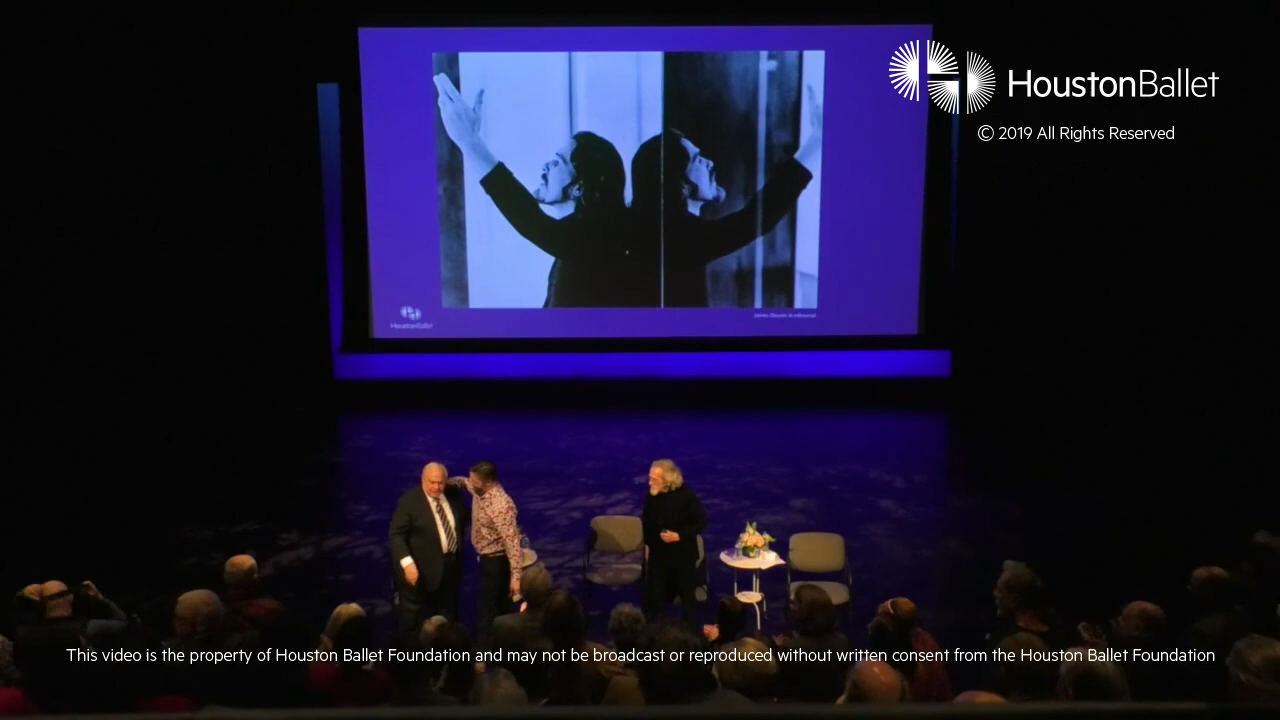 HoustonBallet
© 2019 All Rights Reserved
HoustonBallet
This video is the property of Houston Ballet Foundation and may not be broadcast or reproduced without written consent from the Houston Ballet Foundation